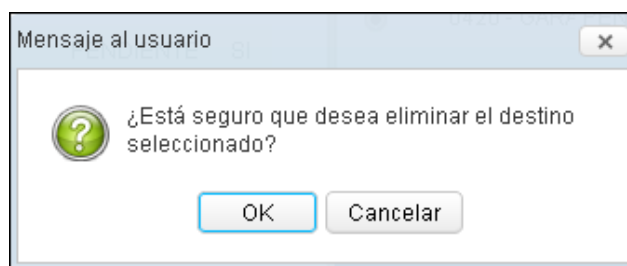 Mensaje al usuario
¿Está seguro que desea eliminar el destino
seleccionado?
OK
Cancelar